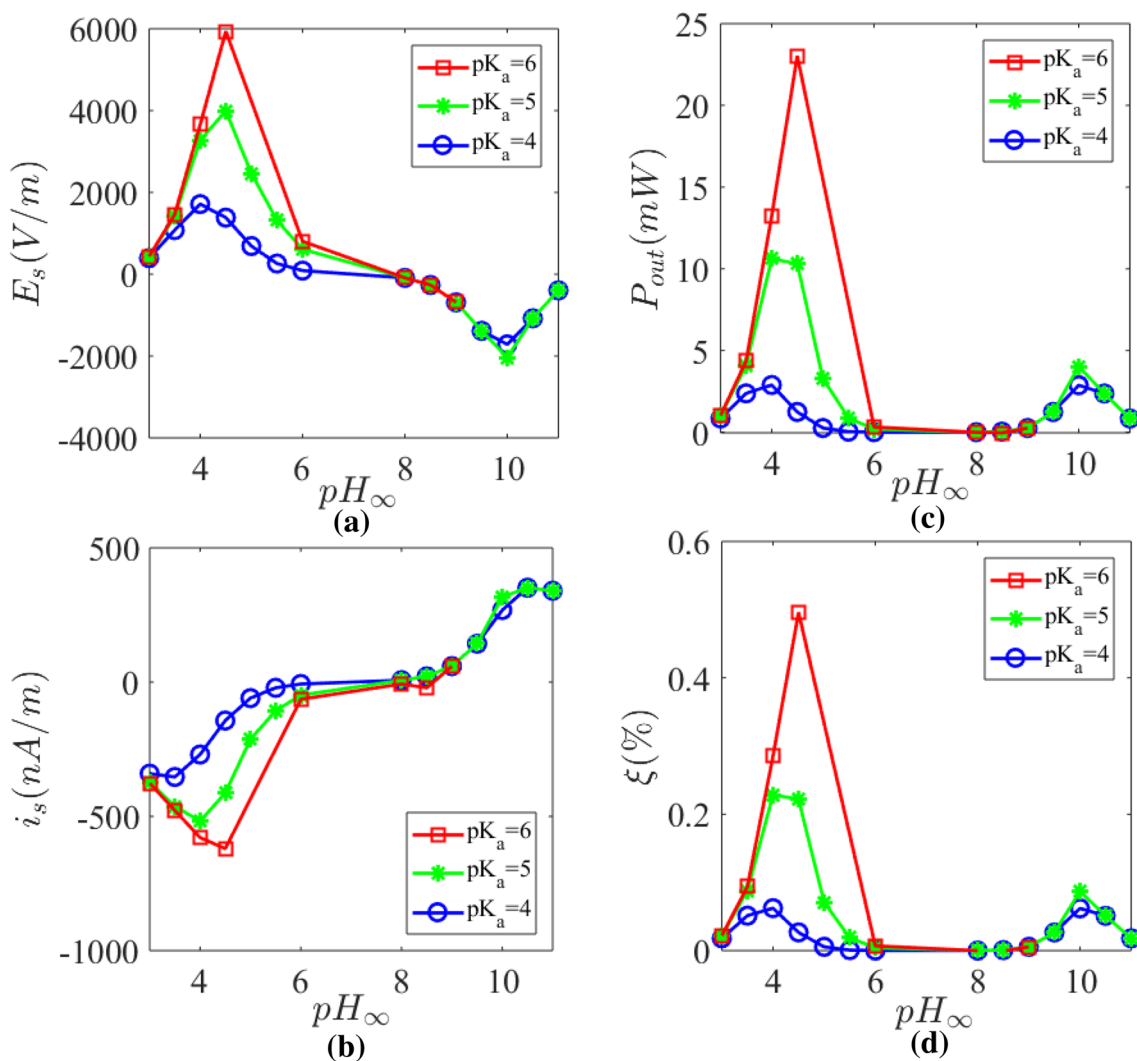 6000
4000
2000
0
-2000
-4000
E_s(V/m)
pK_a=6
pK_a=5
pK_a=4
4 6 8 10
pH_∞
(a)
25
20
15
10
5
0
P_out(mW)
pK_a=6
pK_a=5
pK_a=4
4 6 8 10
pH_∞
(c)
500
0
-500
-1000
i_s(nA/m)
pK_a=6
pK_a=5
pK_a=4
4 6 8 10
pH_∞
(b)
0.6
0.4
0.2
0
ξ(%)
pK_a=6
pK_a=5
pK_a=4
4 6 8 10
pH_∞
(d)